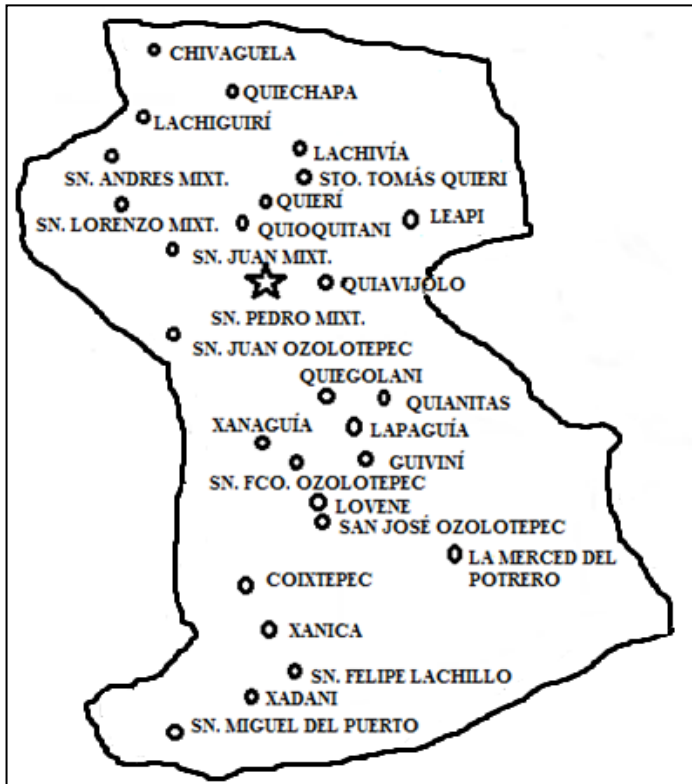 CHIVAGUELA
QUIECHAPA
LACHIGUIRÍ
LACHIVÍA
SN. ANDRES MIXT.
STO. TOMÁS QUIERI
QUIERÍ
SN. LORENZO MIXT.
LEAPI
QUIOQUITANI
SN. JUAN MIXT.
QUIAVIJOLO
SN. PEDRO MIXT.
SN. JUAN OZOLOTEPEC
QUIEGOLANI
QUIANITAS
XANAGUÍA
LAPAGUÍA
GUIVINÍ
SN. FCO. OZOLOTEPEC
LOVENE
SAN JOSÉ OZOLOTEPEC
LA MERCED DEL
POTRERO
COIXTEPEC
XANICA
SN. FELIPE LACHILLO
XADANI
SN. MIGUEL DEL PUERTO